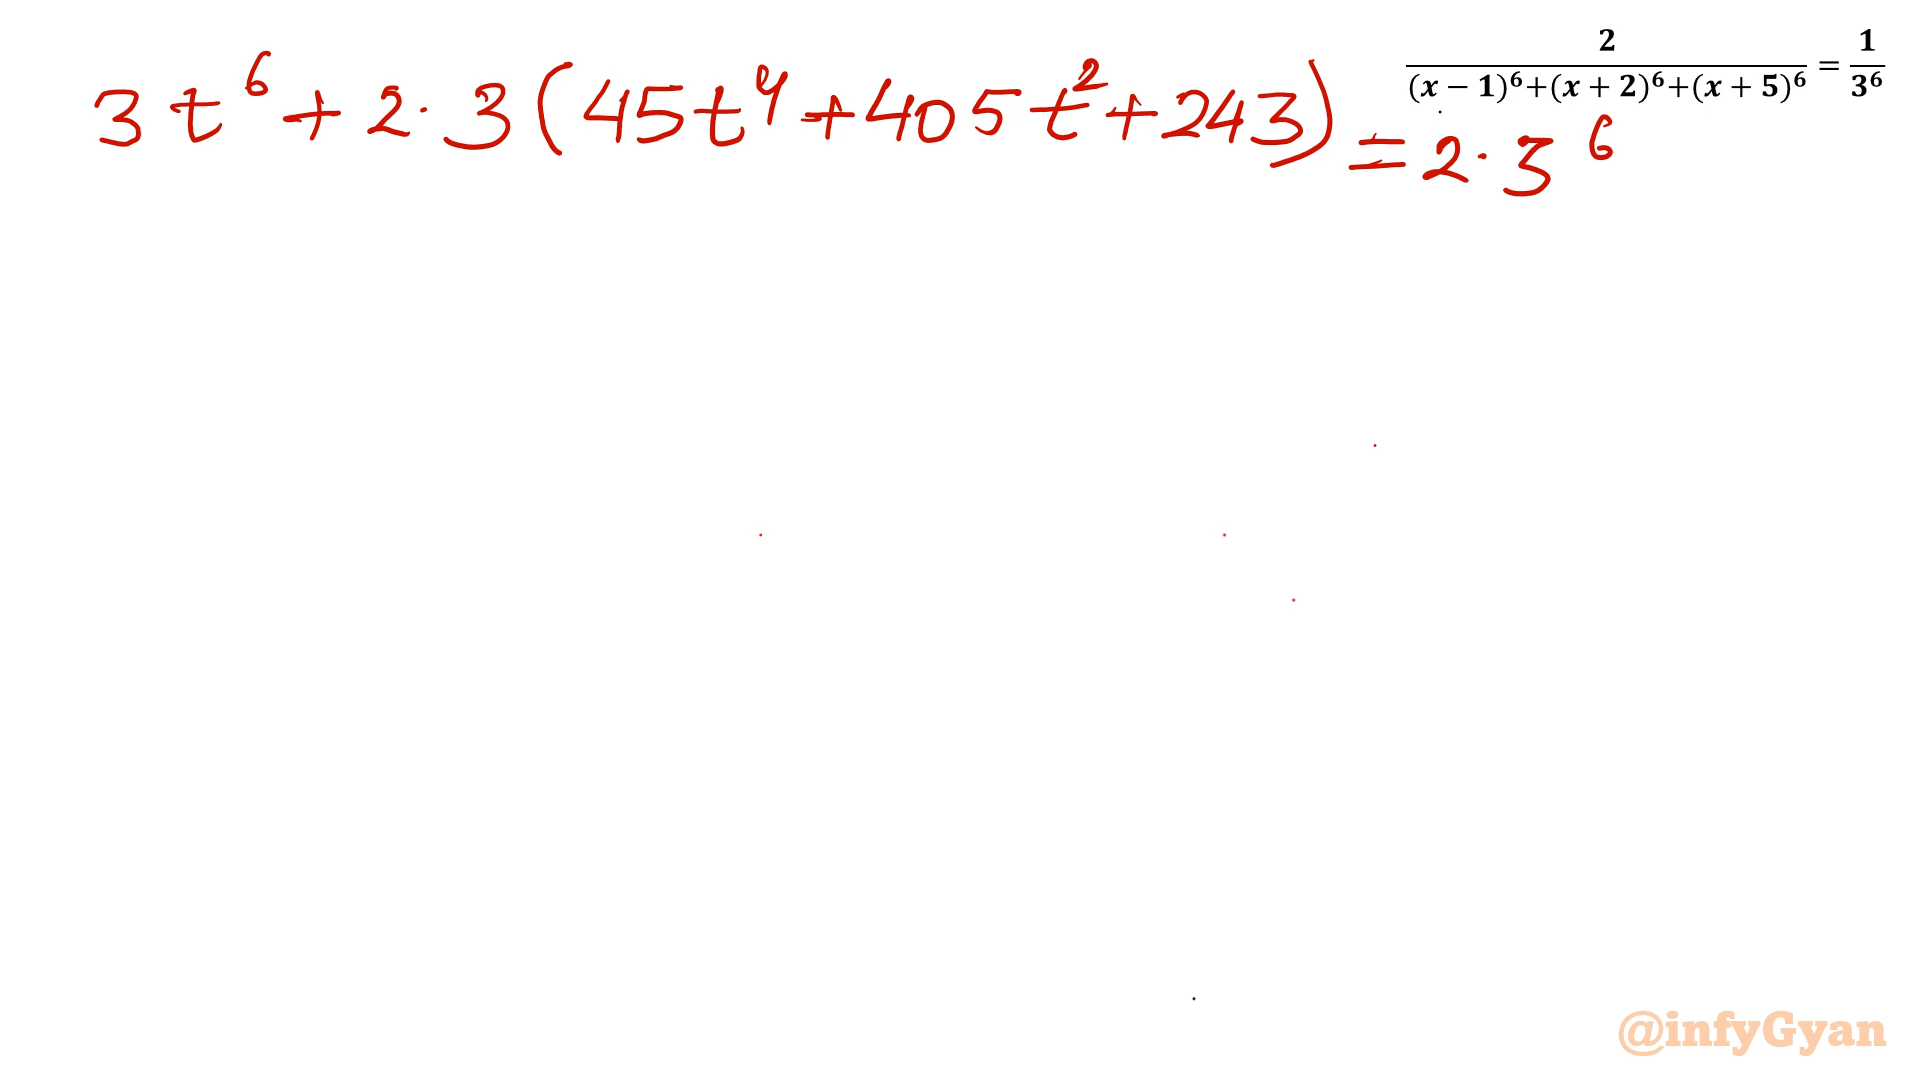 3t⁶ + 2·3(45t⁴ + 405t² + 243) = 2·3⁶
2/((x − 1)⁶+(x + 2)⁶+(x + 5)⁶) = 1/3⁶
@infyGyan